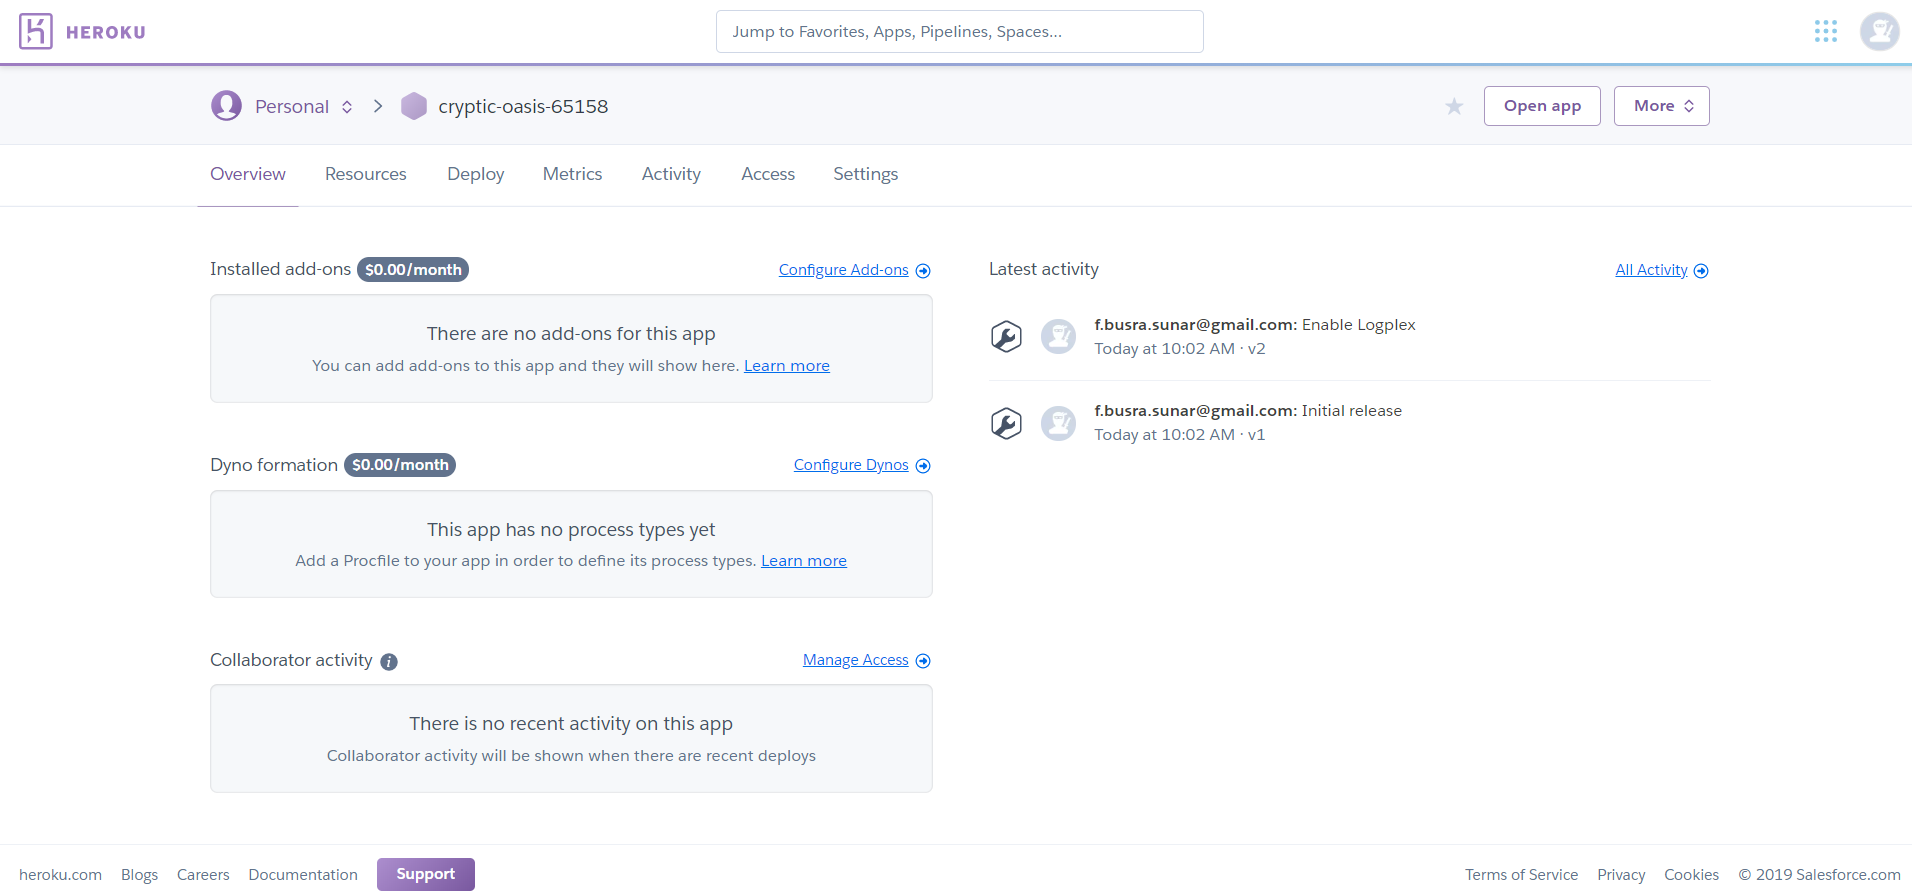 HEROKU
Jump to Favorites, Apps, Pipelines, Spaces...
Personal
cryptic-oasis-65158
Open app
More
Overview Resources Deploy Metrics Activity Access Settings
Installed add-ons $0.00/month
Configure Add-ons
There are no add-ons for this app
You can add add-ons to this app and they will show here. Learn more
Dyno formation $0.00/month
Configure Dynos
This app has no process types yet
Add a Procfile to your app in order to define its process types. Learn more
Collaborator activity i
Manage Access
There is no recent activity on this app
Collaborator activity will be shown when there are recent deploys
Latest activity
All Activity
f.busra.sunar@gmail.com: Enable Logplex
Today at 10:02 AM · v2
f.busra.sunar@gmail.com: Initial release
Today at 10:02 AM · v1
heroku.com Blogs Careers Documentation Support
Terms of Service Privacy Cookies © 2019 Salesforce.com